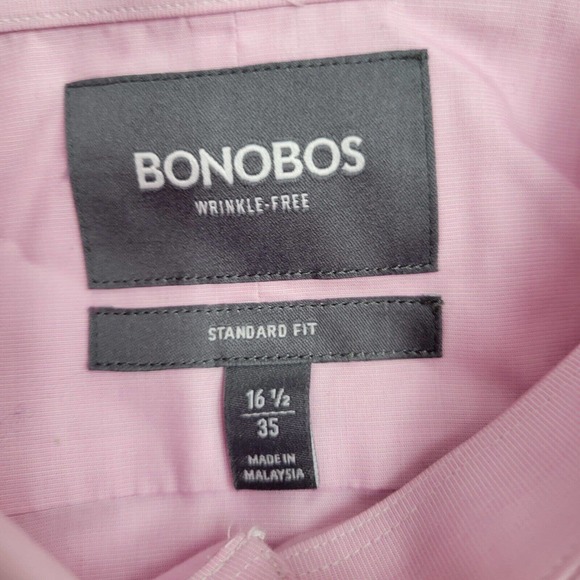 BONOBOS
WRINKLE-FREE
STANDARD FIT
16 ½
35
MADE IN
MALAYSIA